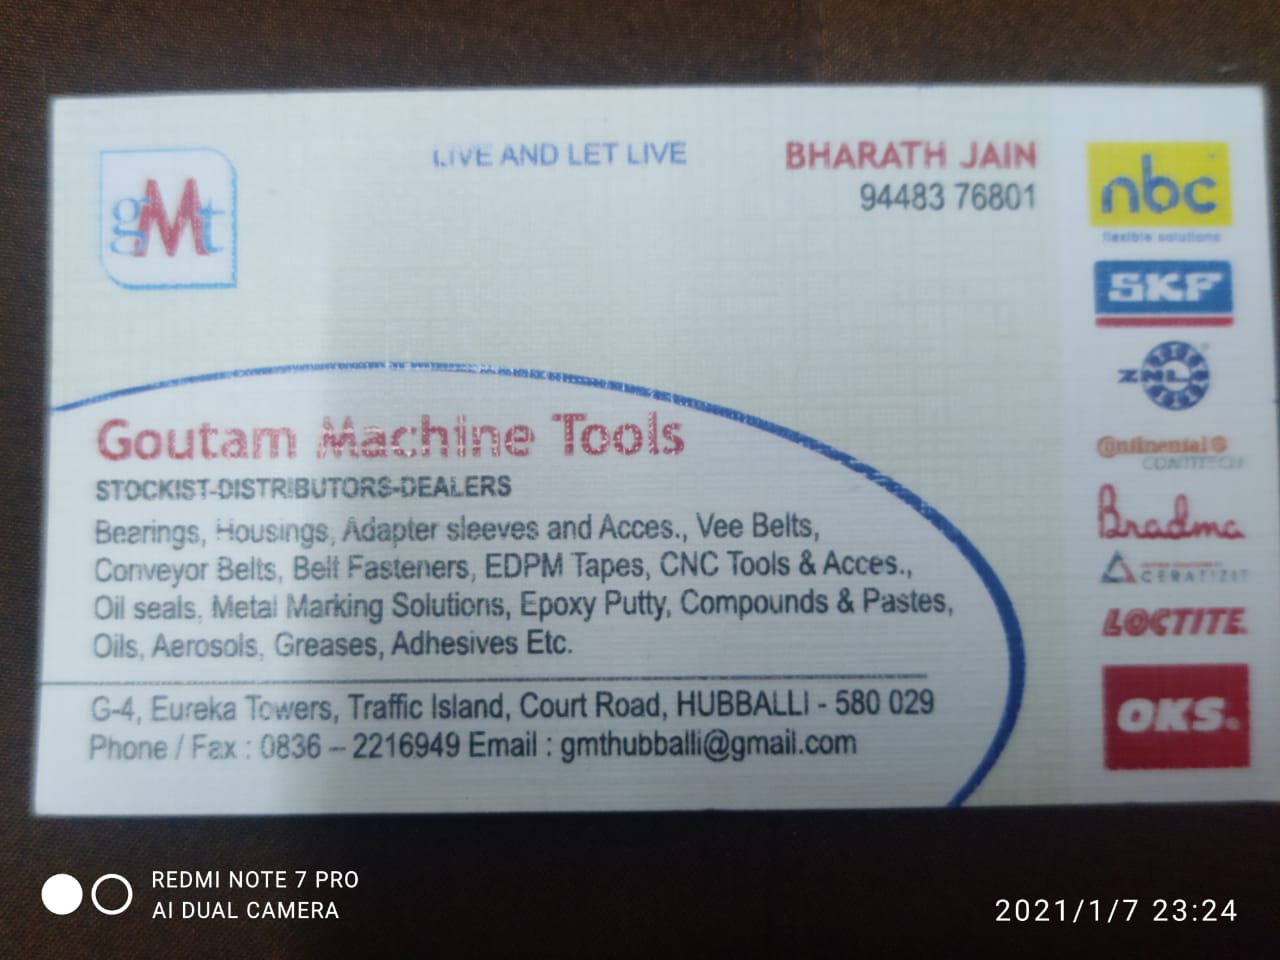 gMt
LIVE AND LET LIVE
BHARATH JAIN
94483 76801
Goutam Machine Tools
STOCKIST-DISTRIBUTORS-DEALERS
Bearings, Housings, Adapter sleeves and Acces., Vee Belts,
Conveyor Belts, Belt Fasteners, EDPM Tapes, CNC Tools & Acces.,
Oil seals, Metal Marking Solutions, Epoxy Putty, Compounds & Pastes,
Oils, Aerosols, Greases, Adhesives Etc.
G-4, Eureka Towers, Traffic Island, Court Road, HUBBALLI - 580 029
Phone / Fax : 0836 – 2216949 Email : gmthubballi@gmail.com
nbc
flexible solutions
SKF
ZNL
Continental
CONTITECH
Bradma
CERATIZIT
LOCTITE
OKS
REDMI NOTE 7 PRO
AI DUAL CAMERA
2021/1/7 23:24